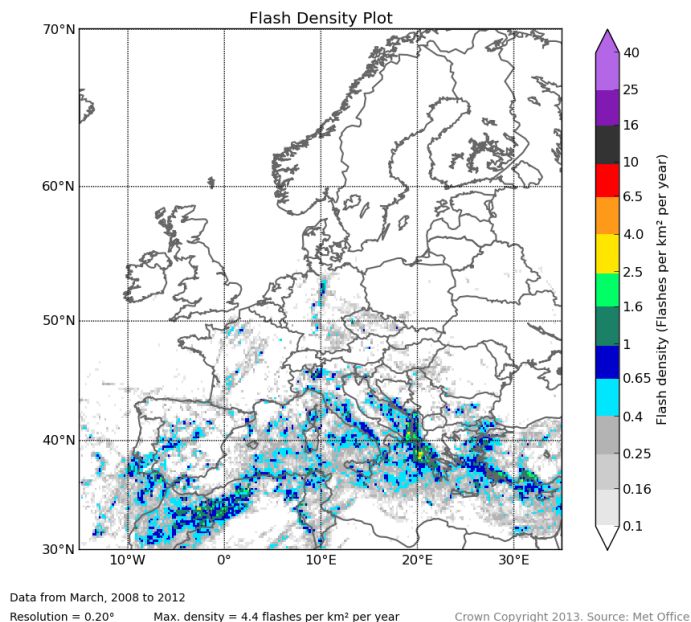 Flash Density Plot
70°N
60°N
50°N
40°N
30°N
10°W 0° 10°E 20°E 30°E
40
25
16
10
6.5
4.0
2.5
1.6
1
0.65
0.4
0.25
0.16
0.1
Flash density (Flashes per km² per year)
Data from March, 2008 to 2012
Resolution = 0.20° Max. density = 4.4 flashes per km² per year Crown Copyright 2013. Source: Met Office